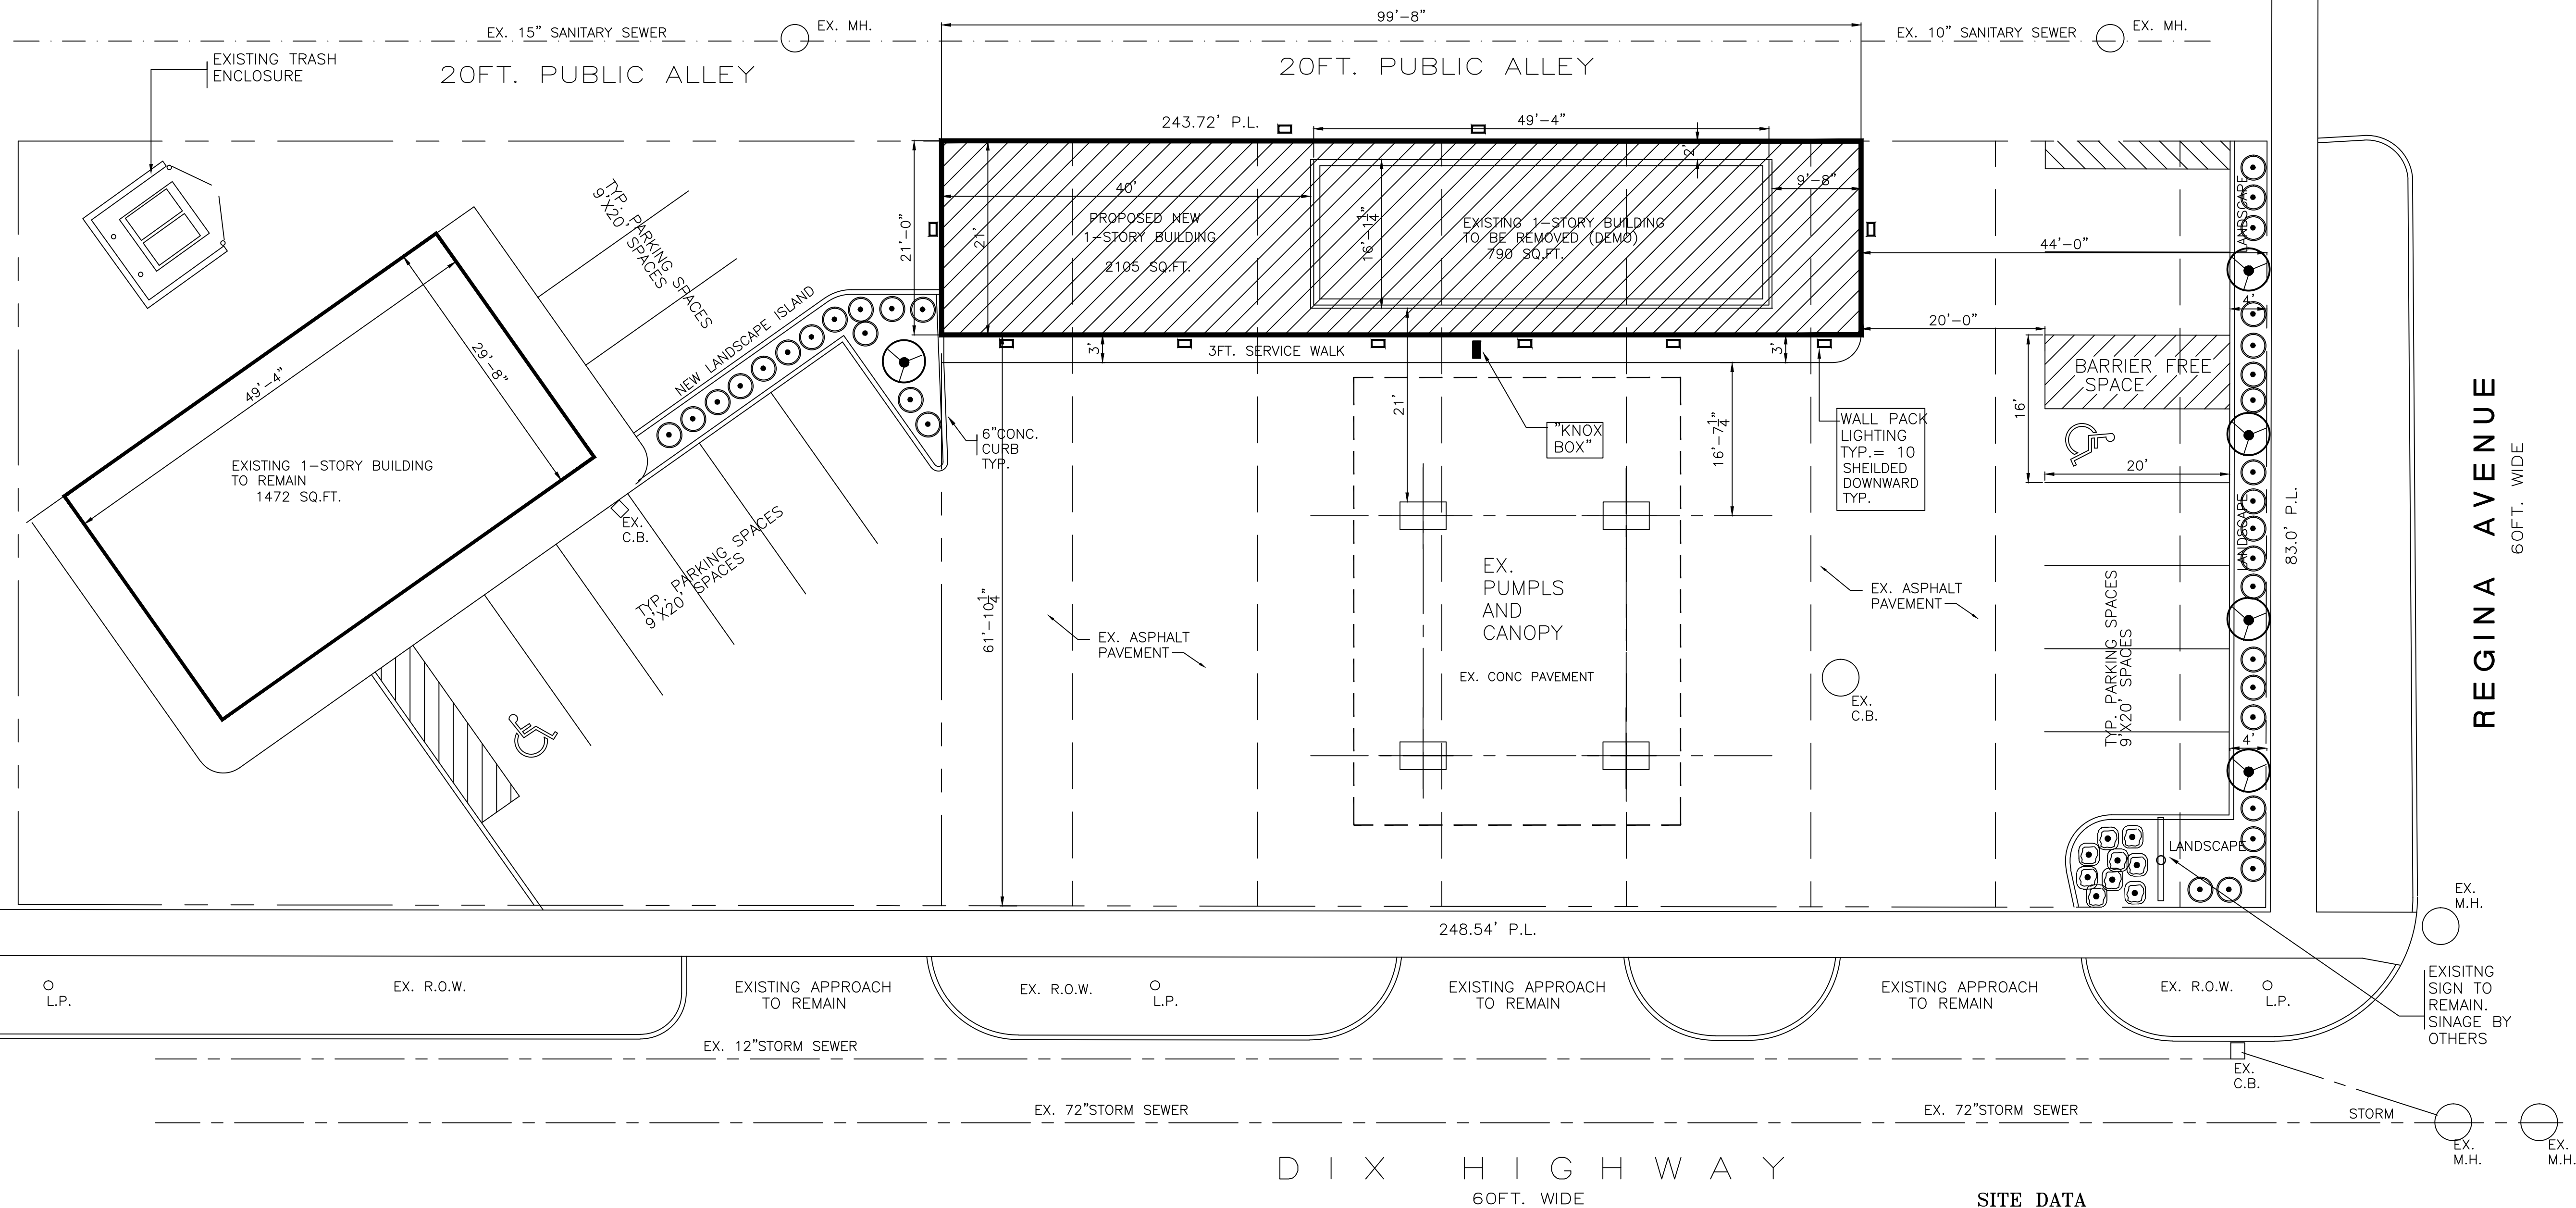 99'-8"
EX. 15" SANITARY SEWER
EX. MH.
EX. 10" SANITARY SEWER
EX. MH.
EXISTING TRASH
ENCLOSURE
20FT. PUBLIC ALLEY
20FT. PUBLIC ALLEY
243.72' P.L.
49'-4"
2'
TYP. PARKING SPACES
9'X20' SPACES
21'-0"
21'
40'
PROPOSED NEW
1-STORY BUILDING
2105 SQ.FT.
16'-1 1/4"
EXISTING 1-STORY BUILDING
TO BE REMOVED (DEMO)
790 SQ.FT.
9'-8"
44'-0"
LANDSCAPE
4'
20'-0"
NEW LANDSCAPE ISLAND
3'
3FT. SERVICE WALK
3'
BARRIER FREE
SPACE
16'
20'
49'-4"
29'-8"
EXISTING 1-STORY BUILDING
TO REMAIN
1472 SQ.FT.
6"CONC.
CURB
TYP.
21'
"KNOX
BOX"
16'-7 1/4"
WALL PACK
LIGHTING
TYP.= 10
SHEILDED
DOWNWARD
TYP.
EX.
C.B.
TYP. PARKING SPACES
9'X20' SPACES
61'-10 1/4"
EX. ASPHALT
PAVEMENT
EX.
PUMPLS
AND
CANOPY
EX. CONC PAVEMENT
EX. ASPHALT
PAVEMENT
EX.
C.B.
TYP. PARKING SPACES
9'X20' SPACES
LANDSCAPE
83.0' P.L.
4'
REGINA AVENUE
60FT. WIDE
LANDSCAPE
EX.
M.H.
248.54' P.L.
L.P.
EX. R.O.W.
EXISTING APPROACH
TO REMAIN
EX. R.O.W.
L.P.
EXISTING APPROACH
TO REMAIN
EXISTING APPROACH
TO REMAIN
EX. R.O.W.
L.P.
EXISITNG
SIGN TO
REMAIN.
SINAGE BY
OTHERS
EX. 12"STORM SEWER
EX.
C.B.
EX. 72"STORM SEWER
EX. 72"STORM SEWER
STORM
EX.
M.H.
EX.
M.H.
DIX HIGHWAY
60FT. WIDE
SITE DATA